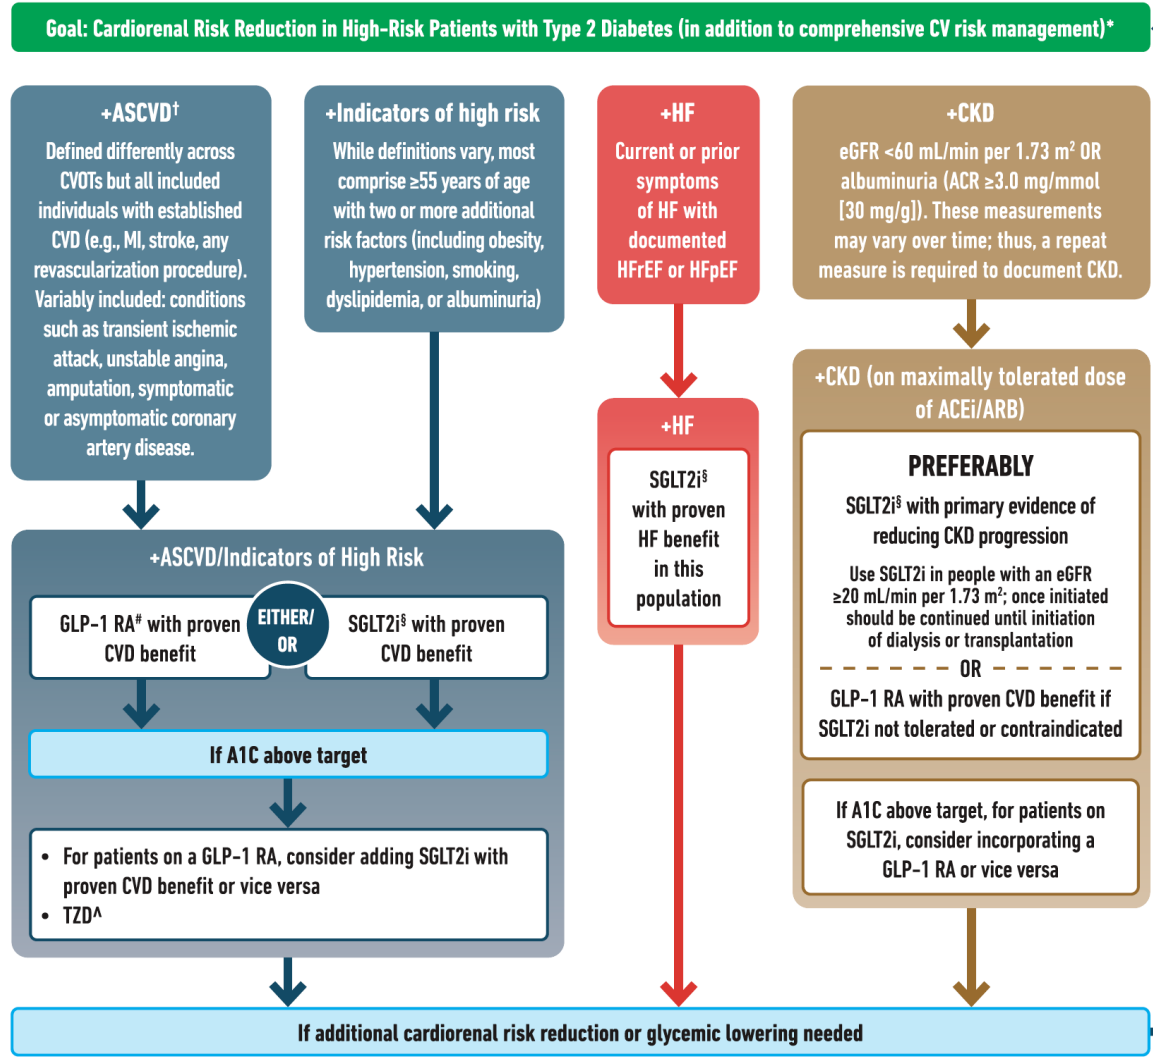 Goal: Cardiorenal Risk Reduction in High-Risk Patients with Type 2 Diabetes (in addition to comprehensive CV risk management)*
+ASCVD†
Defined differently across
CVOTs but all included
individuals with established
CVD (e.g., MI, stroke, any
revascularization procedure).
Variably included: conditions
such as transient ischemic
attack, unstable angina,
amputation, symptomatic
or asymptomatic coronary
artery disease.
+Indicators of high risk
While definitions vary, most
comprise ≥55 years of age
with two or more additional
risk factors (including obesity,
hypertension, smoking,
dyslipidemia, or albuminuria)
+ASCVD/Indicators of High Risk
GLP-1 RA# with proven
CVD benefit
EITHER/
OR
SGLT2i§ with proven
CVD benefit
If A1C above target
• For patients on a GLP-1 RA, consider adding SGLT2i with
proven CVD benefit or vice versa
• TZD^
+HF
Current or prior
symptoms
of HF with
documented
HFrEF or HFpEF
+HF
SGLT2i§
with proven
HF benefit
in this
population
+CKD
eGFR <60 mL/min per 1.73 m² OR
albuminuria (ACR ≥3.0 mg/mmol
[30 mg/g]). These measurements
may vary over time; thus, a repeat
measure is required to document CKD.
+CKD (on maximally tolerated dose
of ACEi/ARB)
PREFERABLY
SGLT2i§ with primary evidence of
reducing CKD progression
Use SGLT2i in people with an eGFR
≥20 mL/min per 1.73 m²; once initiated
should be continued until initiation
of dialysis or transplantation
OR
GLP-1 RA with proven CVD benefit if
SGLT2i not tolerated or contraindicated
If A1C above target, for patients on
SGLT2i, consider incorporating a
GLP-1 RA or vice versa
If additional cardiorenal risk reduction or glycemic lowering needed